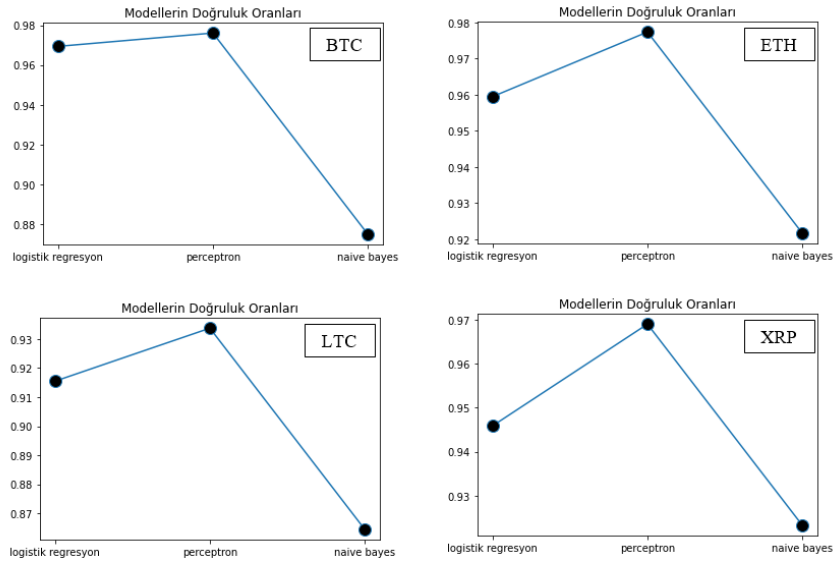 Modellerin Doğruluk Oranları
BTC
0.98
0.96
0.94
0.92
0.90
0.88
logistik regresyon perceptron naive bayes
Modellerin Doğruluk Oranları
ETH
0.98
0.97
0.96
0.95
0.94
0.93
0.92
logistik regresyon perceptron naive bayes
Modellerin Doğruluk Oranları
LTC
0.93
0.92
0.91
0.90
0.89
0.88
0.87
logistik regresyon perceptron naive bayes
Modellerin Doğruluk Oranları
XRP
0.97
0.96
0.95
0.94
0.93
logistik regresyon perceptron naive bayes